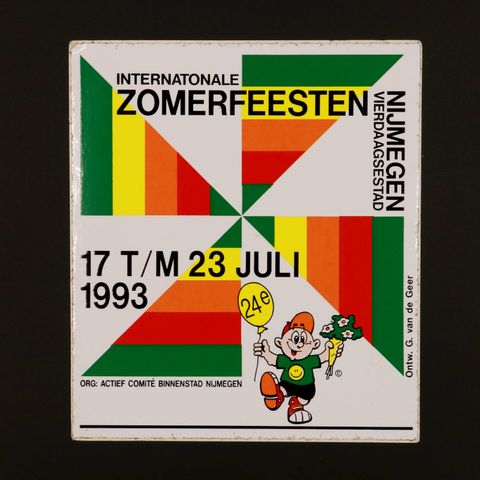 INTERNATONALE
ZOMERFEESTEN
NIJMEGEN
VIERDAAGSESTAD
17 T/M 23 JULI
1993
24e
©
ORG: ACTIEF COMITÉ BINNENSTAD NIJMEGEN
Ontw. G. van de Geer